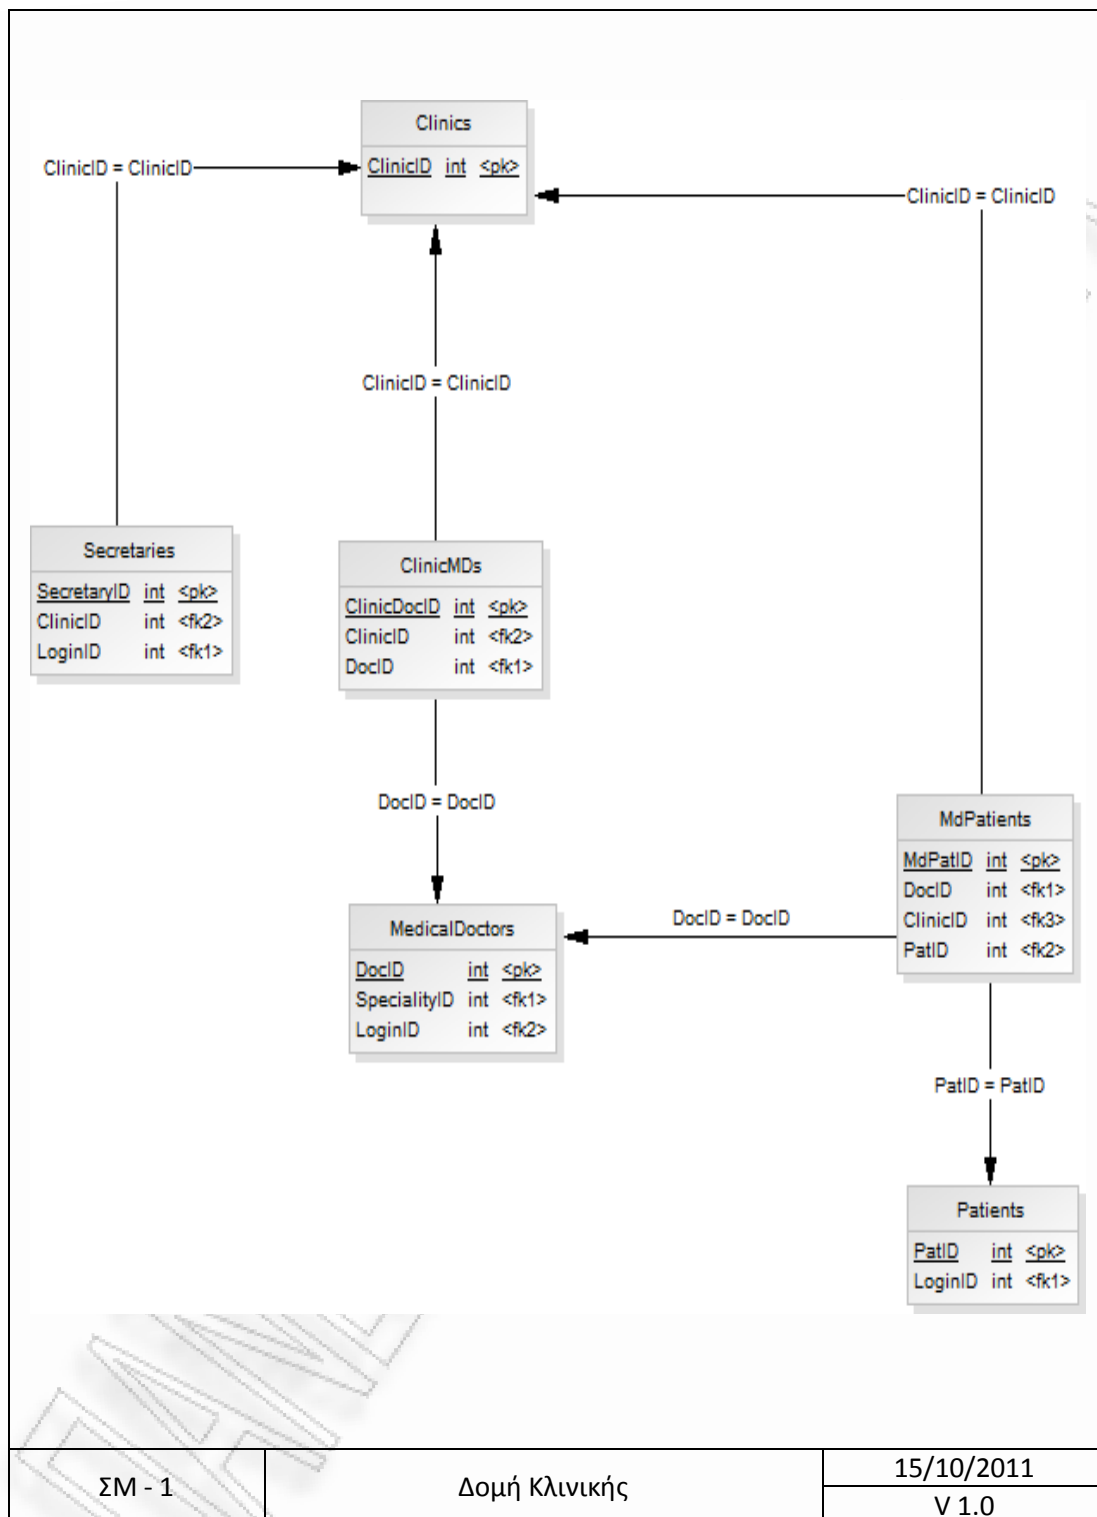 Clinics
ClinicID int <pk>
ClinicID = ClinicID
ClinicID = ClinicID
ClinicID = ClinicID
Secretaries
SecretaryID int <pk>
ClinicID int <fk2>
LoginID int <fk1>
ClinicMDs
ClinicDocID int <pk>
ClinicID int <fk2>
DocID int <fk1>
DocID = DocID
MdPatients
MdPatID int <pk>
DocID int <fk1>
ClinicID int <fk3>
PatID int <fk2>
DocID = DocID
MedicalDoctors
DocID int <pk>
SpecialityID int <fk1>
LoginID int <fk2>
PatID = PatID
Patients
PatID int <pk>
LoginID int <fk1>
ΣΜ - 1
Δομή Κλινικής
15/10/2011
V 1.0